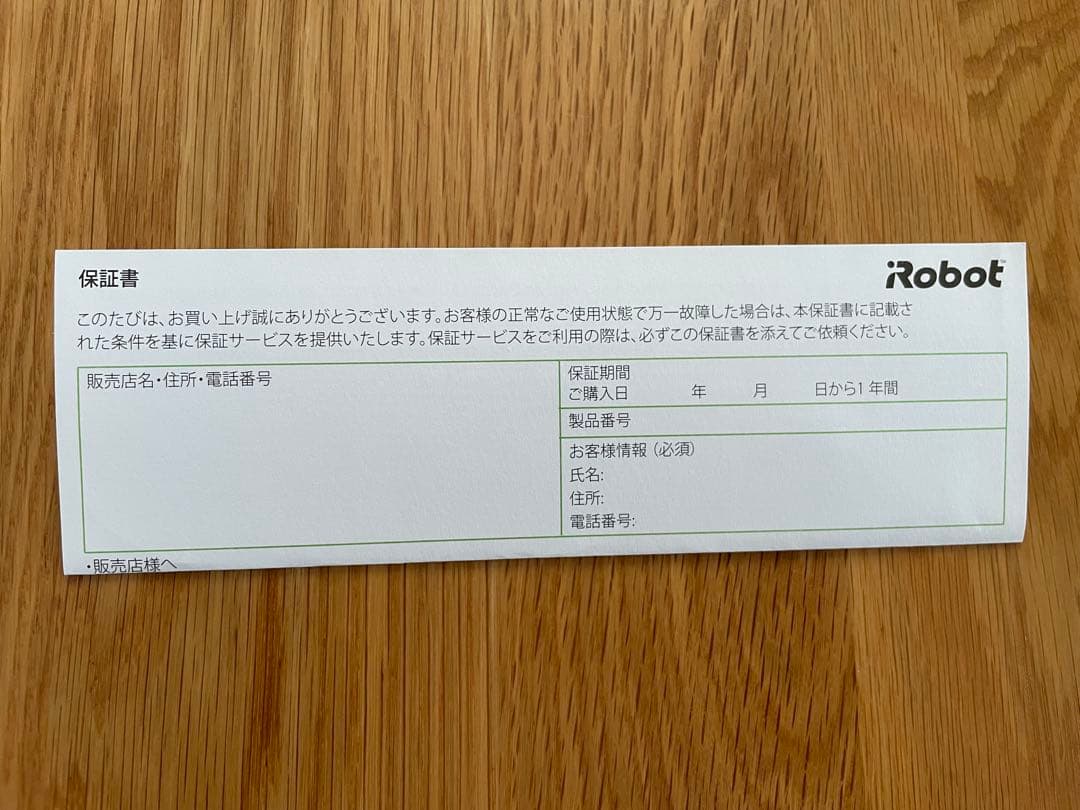 保証書
iRobot™
このたびは、お買い上げ誠にありがとうございます。お客様の正常なご使用状態で万一故障した場合は、本保証書に記載さ
れた条件を基に保証サービスを提供いたします。保証サービスをご利用の際は、必ずこの保証書を添えてご依頼ください。
販売店名・住所・電話番号
保証期間
ご購入日 年 月 日から1年間
製品番号
お客様情報（必須）
氏名:
住所:
電話番号:
・販売店様へ